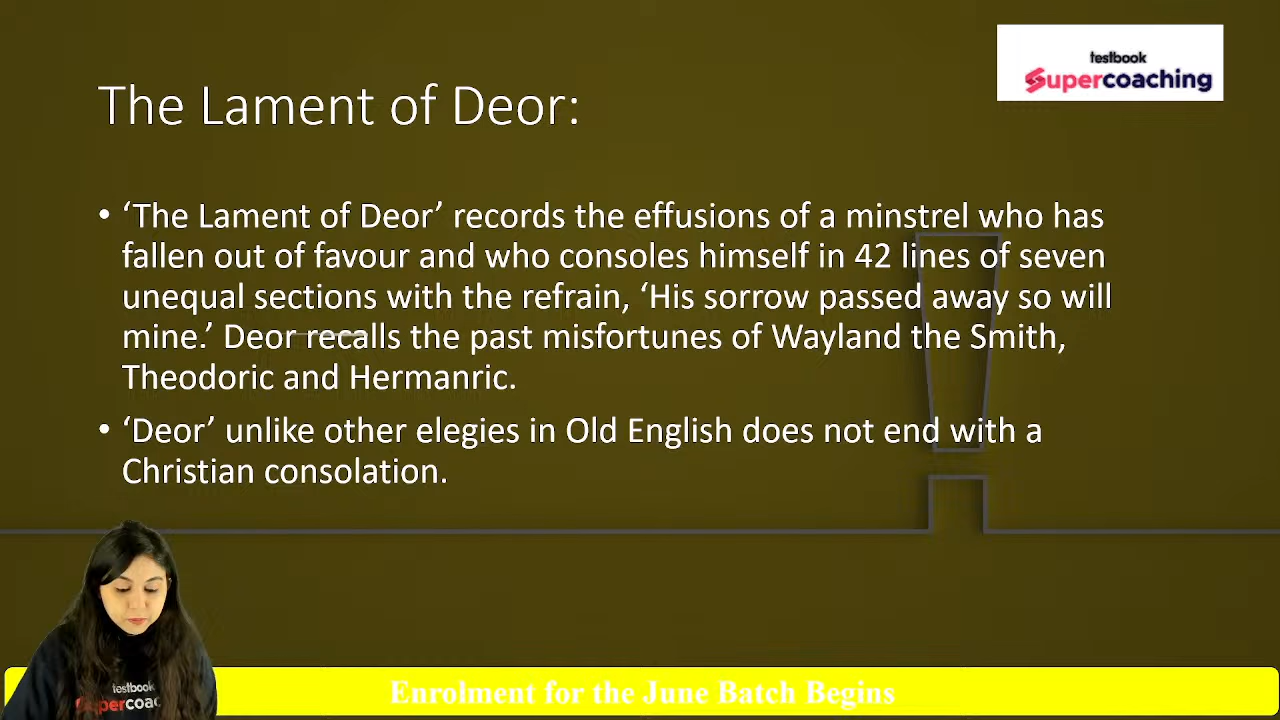 testbook
Supercoaching
The Lament of Deor:
• ‘The Lament of Deor’ records the effusions of a minstrel who has
fallen out of favour and who consoles himself in 42 lines of seven
unequal sections with the refrain, ‘His sorrow passed away so will
mine.’ Deor recalls the past misfortunes of Wayland the Smith,
Theodoric and Hermanric.
• ‘Deor’ unlike other elegies in Old English does not end with a
Christian consolation.
testbook
Supercoac
Enrolment for the June Batch Begins